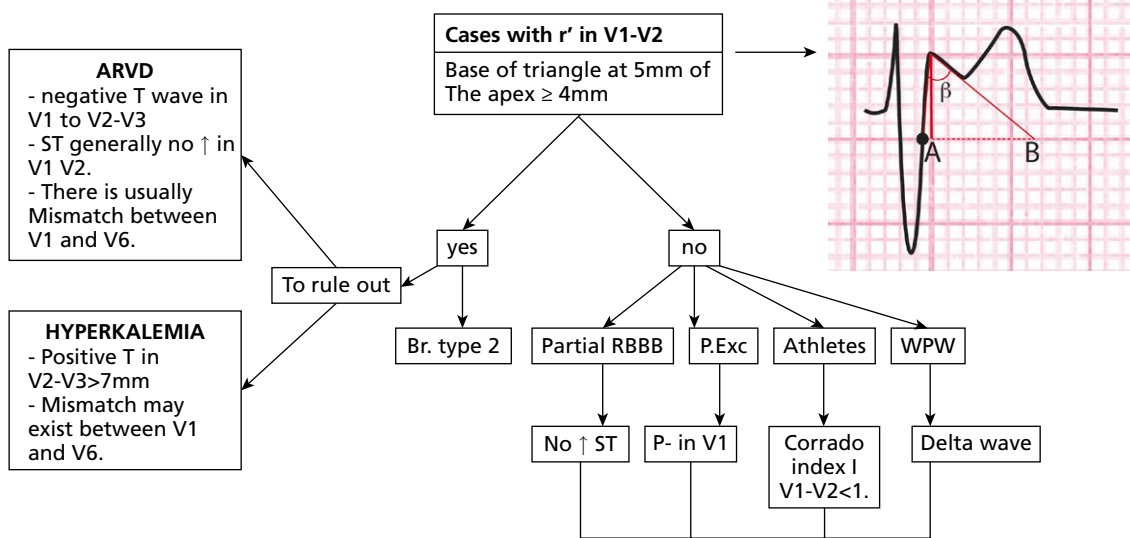 Cases with r’ in V1-V2
Base of triangle at 5mm of
The apex ≥ 4mm
β
A
B
ARVD
- negative T wave in
V1 to V2-V3
- ST generally no ↑ in
V1 V2.
- There is usually
Mismatch between
V1 and V6.
yes
no
To rule out
HYPERKALEMIA
- Positive T in
V2-V3>7mm
- Mismatch may
exist between V1
and V6.
Br. type 2
Partial RBBB
P.Exc
Athletes
WPW
No ↑ ST
P- in V1
Corrado
index I
V1-V2<1.
Delta wave